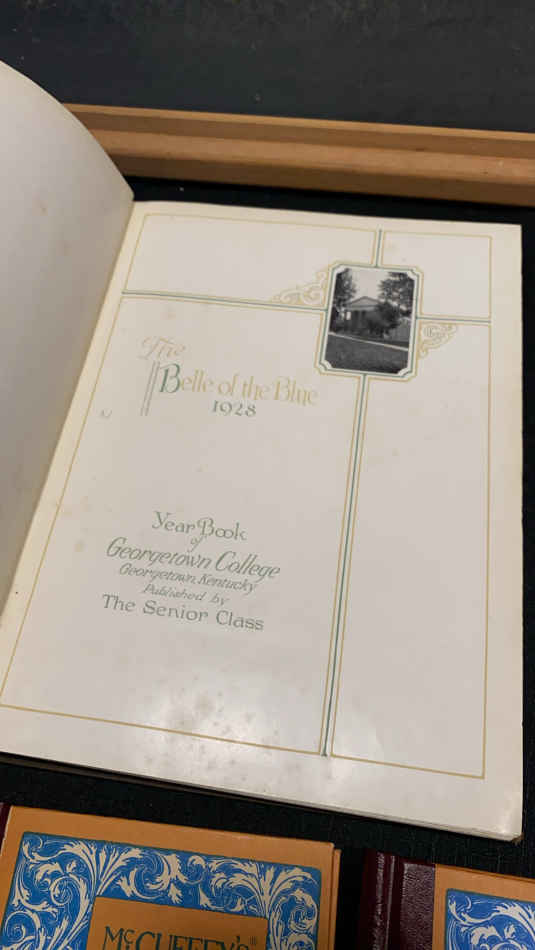 The
Belle of the Blue
1928
Year Book
of
Georgetown College
Georgetown, Kentucky
Published by
The Senior Class
McGUFFEY'S®